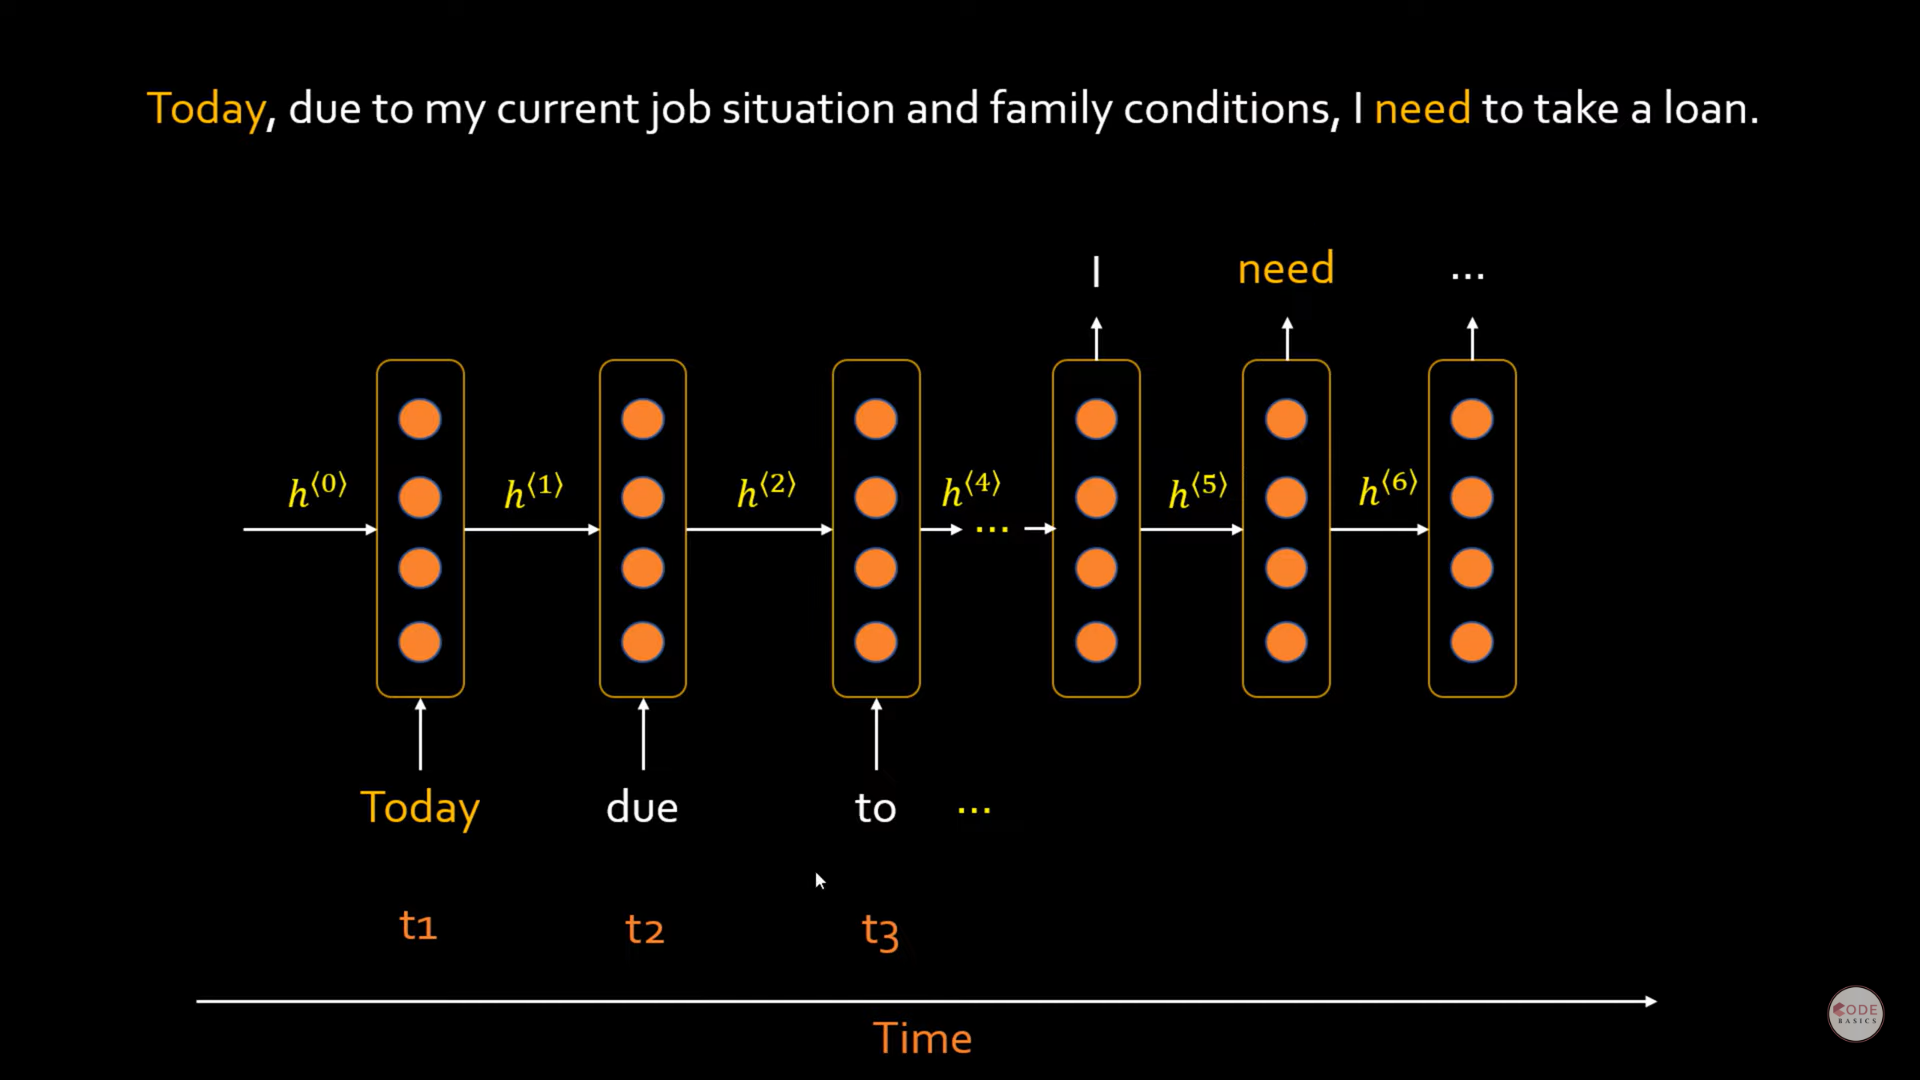 Today, due to my current job situation and family conditions, I need to take a loan.
I need ...
h⟨0⟩ h⟨1⟩ h⟨2⟩ h⟨4⟩ h⟨5⟩ h⟨6⟩
...
Today due to ...
t1 t2 t3
Time
CODE
BASICS